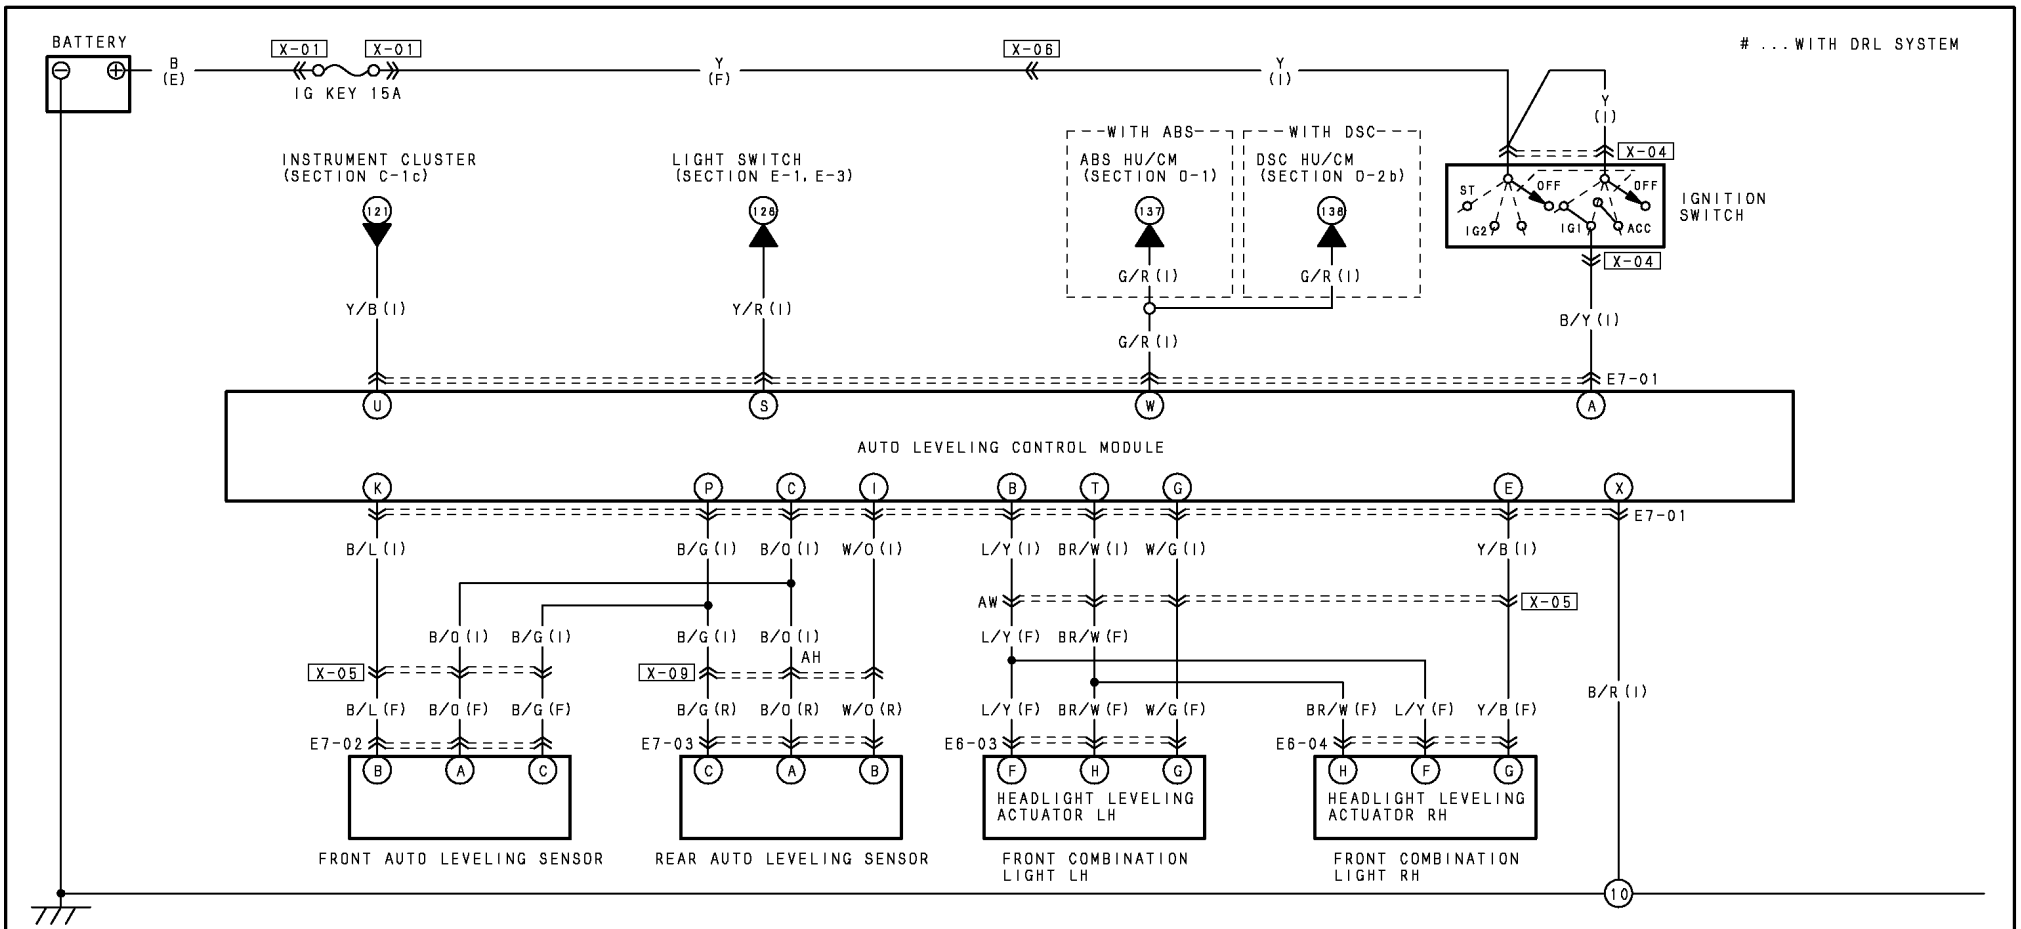 BATTERY
X-01 X-01 X-06 # ...WITH DRL SYSTEM
B
(E)
Y
(F)
Y
(I)
IG KEY 15A
Y
(I)
WITH ABS WITH DSC
INSTRUMENT CLUSTER
(SECTION C-1c)
LIGHT SWITCH
(SECTION E-1, E-3)
ABS HU/CM
(SECTION O-1)
DSC HU/CM
(SECTION O-2b)
X-04
121 128 137 138
ST OFF OFF
IG2 IG1 ACC
IGNITION
SWITCH
X-04
G/R (I) G/R (I)
Y/B (I) Y/R (I) B/Y (I)
G/R (I)
E7-01
U S W A
AUTO LEVELING CONTROL MODULE
K P C I B T G E X
E7-01
B/L (I) B/G (I) B/O (I) W/O (I) L/Y (I) BR/W (I) W/G (I) Y/B (I)
AW X-05
B/O (I) B/G (I) B/G (I) B/O (I) L/Y (F) BR/W (F)
X-05 X-09 AH
B/R (I)
B/L (F) B/O (F) B/G (F) B/G (R) B/O (R) W/O (R) L/Y (F) BR/W (F) W/G (F) BR/W (F) L/Y (F) Y/B (F)
E7-02 E7-03 E6-03 E6-04
B A C C A B F H G H F G
HEADLIGHT LEVELING
ACTUATOR LH
HEADLIGHT LEVELING
ACTUATOR RH
FRONT AUTO LEVELING SENSOR
REAR AUTO LEVELING SENSOR
FRONT COMBINATION
LIGHT LH
FRONT COMBINATION
LIGHT RH
10